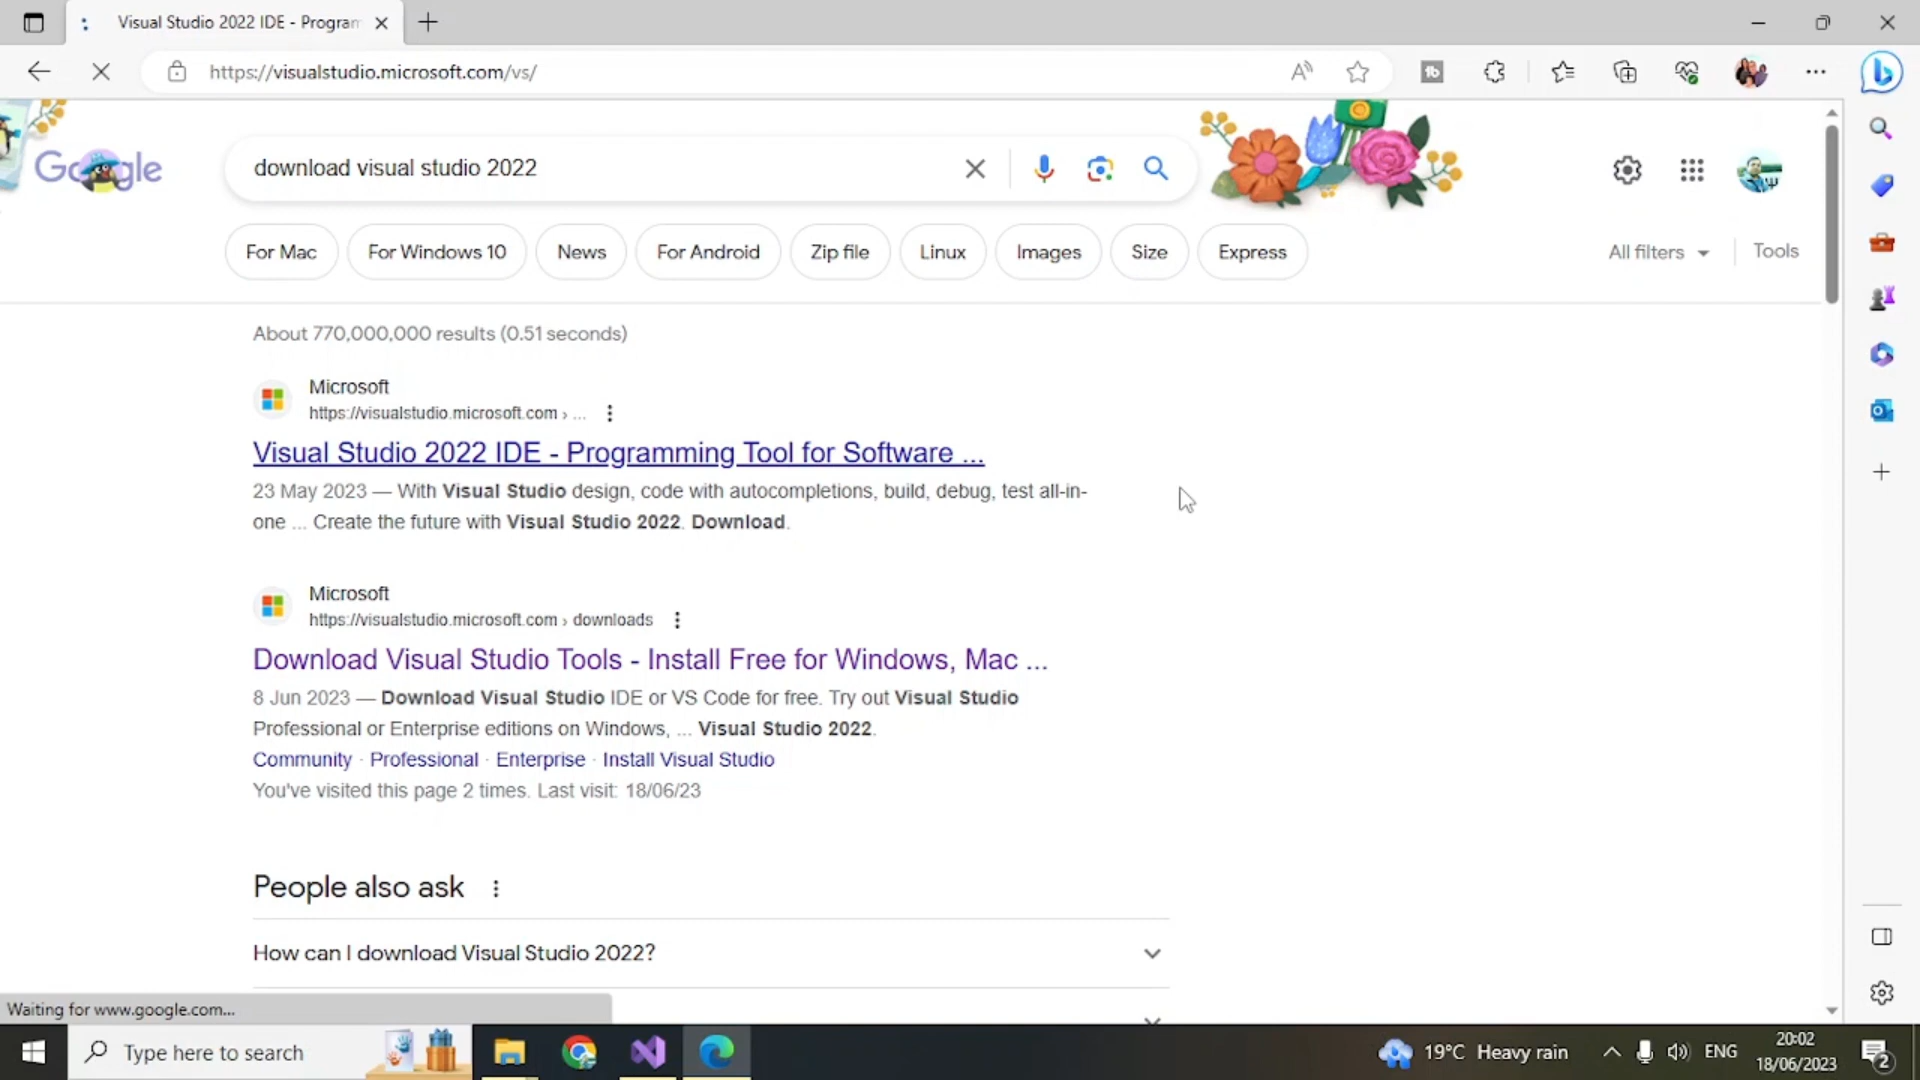 Visual Studio 2022 IDE - Program
https://visualstudio.microsoft.com/vs/
Google
download visual studio 2022
For Mac
For Windows 10
News
For Android
Zip file
Linux
Images
Size
Express
All filters
Tools
About 770,000,000 results (0.51 seconds)
Microsoft
https://visualstudio.microsoft.com › ...
Visual Studio 2022 IDE - Programming Tool for Software ...
23 May 2023 — With Visual Studio design, code with autocompletions, build, debug, test all-in-
one ... Create the future with Visual Studio 2022. Download.
Microsoft
https://visualstudio.microsoft.com › downloads
Download Visual Studio Tools - Install Free for Windows, Mac ...
8 Jun 2023 — Download Visual Studio IDE or VS Code for free. Try out Visual Studio
Professional or Enterprise editions on Windows, ... Visual Studio 2022.
Community · Professional · Enterprise · Install Visual Studio
You've visited this page 2 times. Last visit: 18/06/23
People also ask
How can I download Visual Studio 2022?
Waiting for www.google.com...
Type here to search
19°C Heavy rain
ENG
20:02
18/06/2023
2